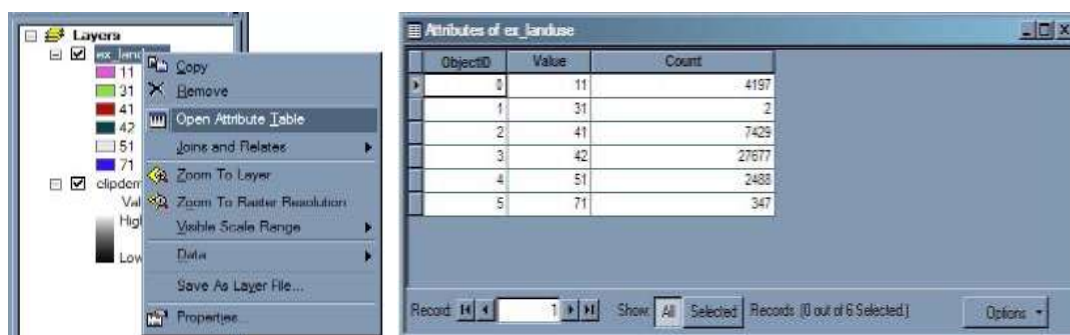 Layers
ex_land
11
31
41
42
51
71
clipdem
Val
High
Low
Copy
Remove
Open Attribute Table
Joins and Relates
Zoom To Layer
Zoom To Raster Resolution
Visible Scale Range
Data
Save As Layer File...
Properties...
Attributes of ex_landuse
ObjectID Value Count
0 11 4197
1 31 2
2 41 7429
3 42 27677
4 51 2488
5 71 347
Record: 1 Show: All Selected Records (0 out of 6 Selected.) Options